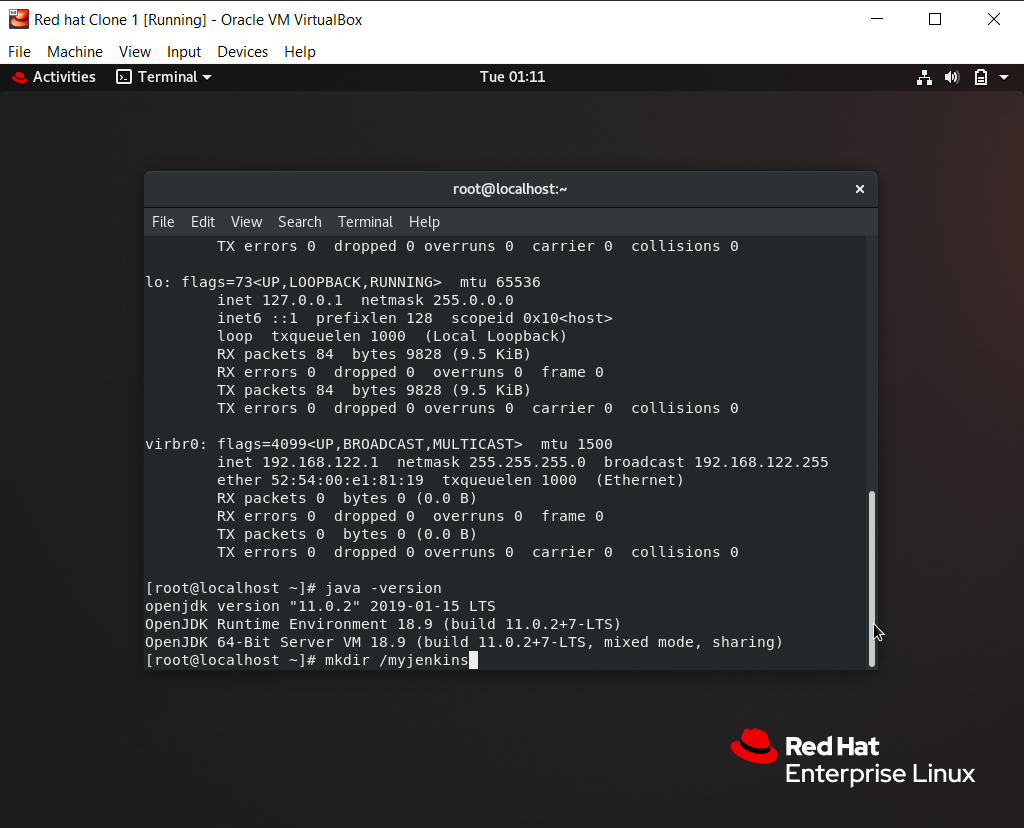 Red hat Clone 1 [Running] - Oracle VM VirtualBox
File Machine View Input Devices Help
Activities Terminal Tue 01:11
root@localhost:~
File Edit View Search Terminal Help
TX errors 0  dropped 0 overruns 0  carrier 0  collisions 0
lo: flags=73<UP,LOOPBACK,RUNNING>  mtu 65536
inet 127.0.0.1  netmask 255.0.0.0
inet6 ::1  prefixlen 128  scopeid 0x10<host>
loop  txqueuelen 1000  (Local Loopback)
RX packets 84  bytes 9828 (9.5 KiB)
RX errors 0  dropped 0  overruns 0  frame 0
TX packets 84  bytes 9828 (9.5 KiB)
TX errors 0  dropped 0 overruns 0  carrier 0  collisions 0
virbr0: flags=4099<UP,BROADCAST,MULTICAST>  mtu 1500
inet 192.168.122.1  netmask 255.255.255.0  broadcast 192.168.122.255
ether 52:54:00:e1:81:19  txqueuelen 1000  (Ethernet)
RX packets 0  bytes 0 (0.0 B)
RX errors 0  dropped 0  overruns 0  frame 0
TX packets 0  bytes 0 (0.0 B)
TX errors 0  dropped 0 overruns 0  carrier 0  collisions 0
[root@localhost ~]# java -version
openjdk version "11.0.2" 2019-01-15 LTS
OpenJDK Runtime Environment 18.9 (build 11.0.2+7-LTS)
OpenJDK 64-Bit Server VM 18.9 (build 11.0.2+7-LTS, mixed mode, sharing)
[root@localhost ~]# mkdir /myjenkins
Red Hat
Enterprise Linux